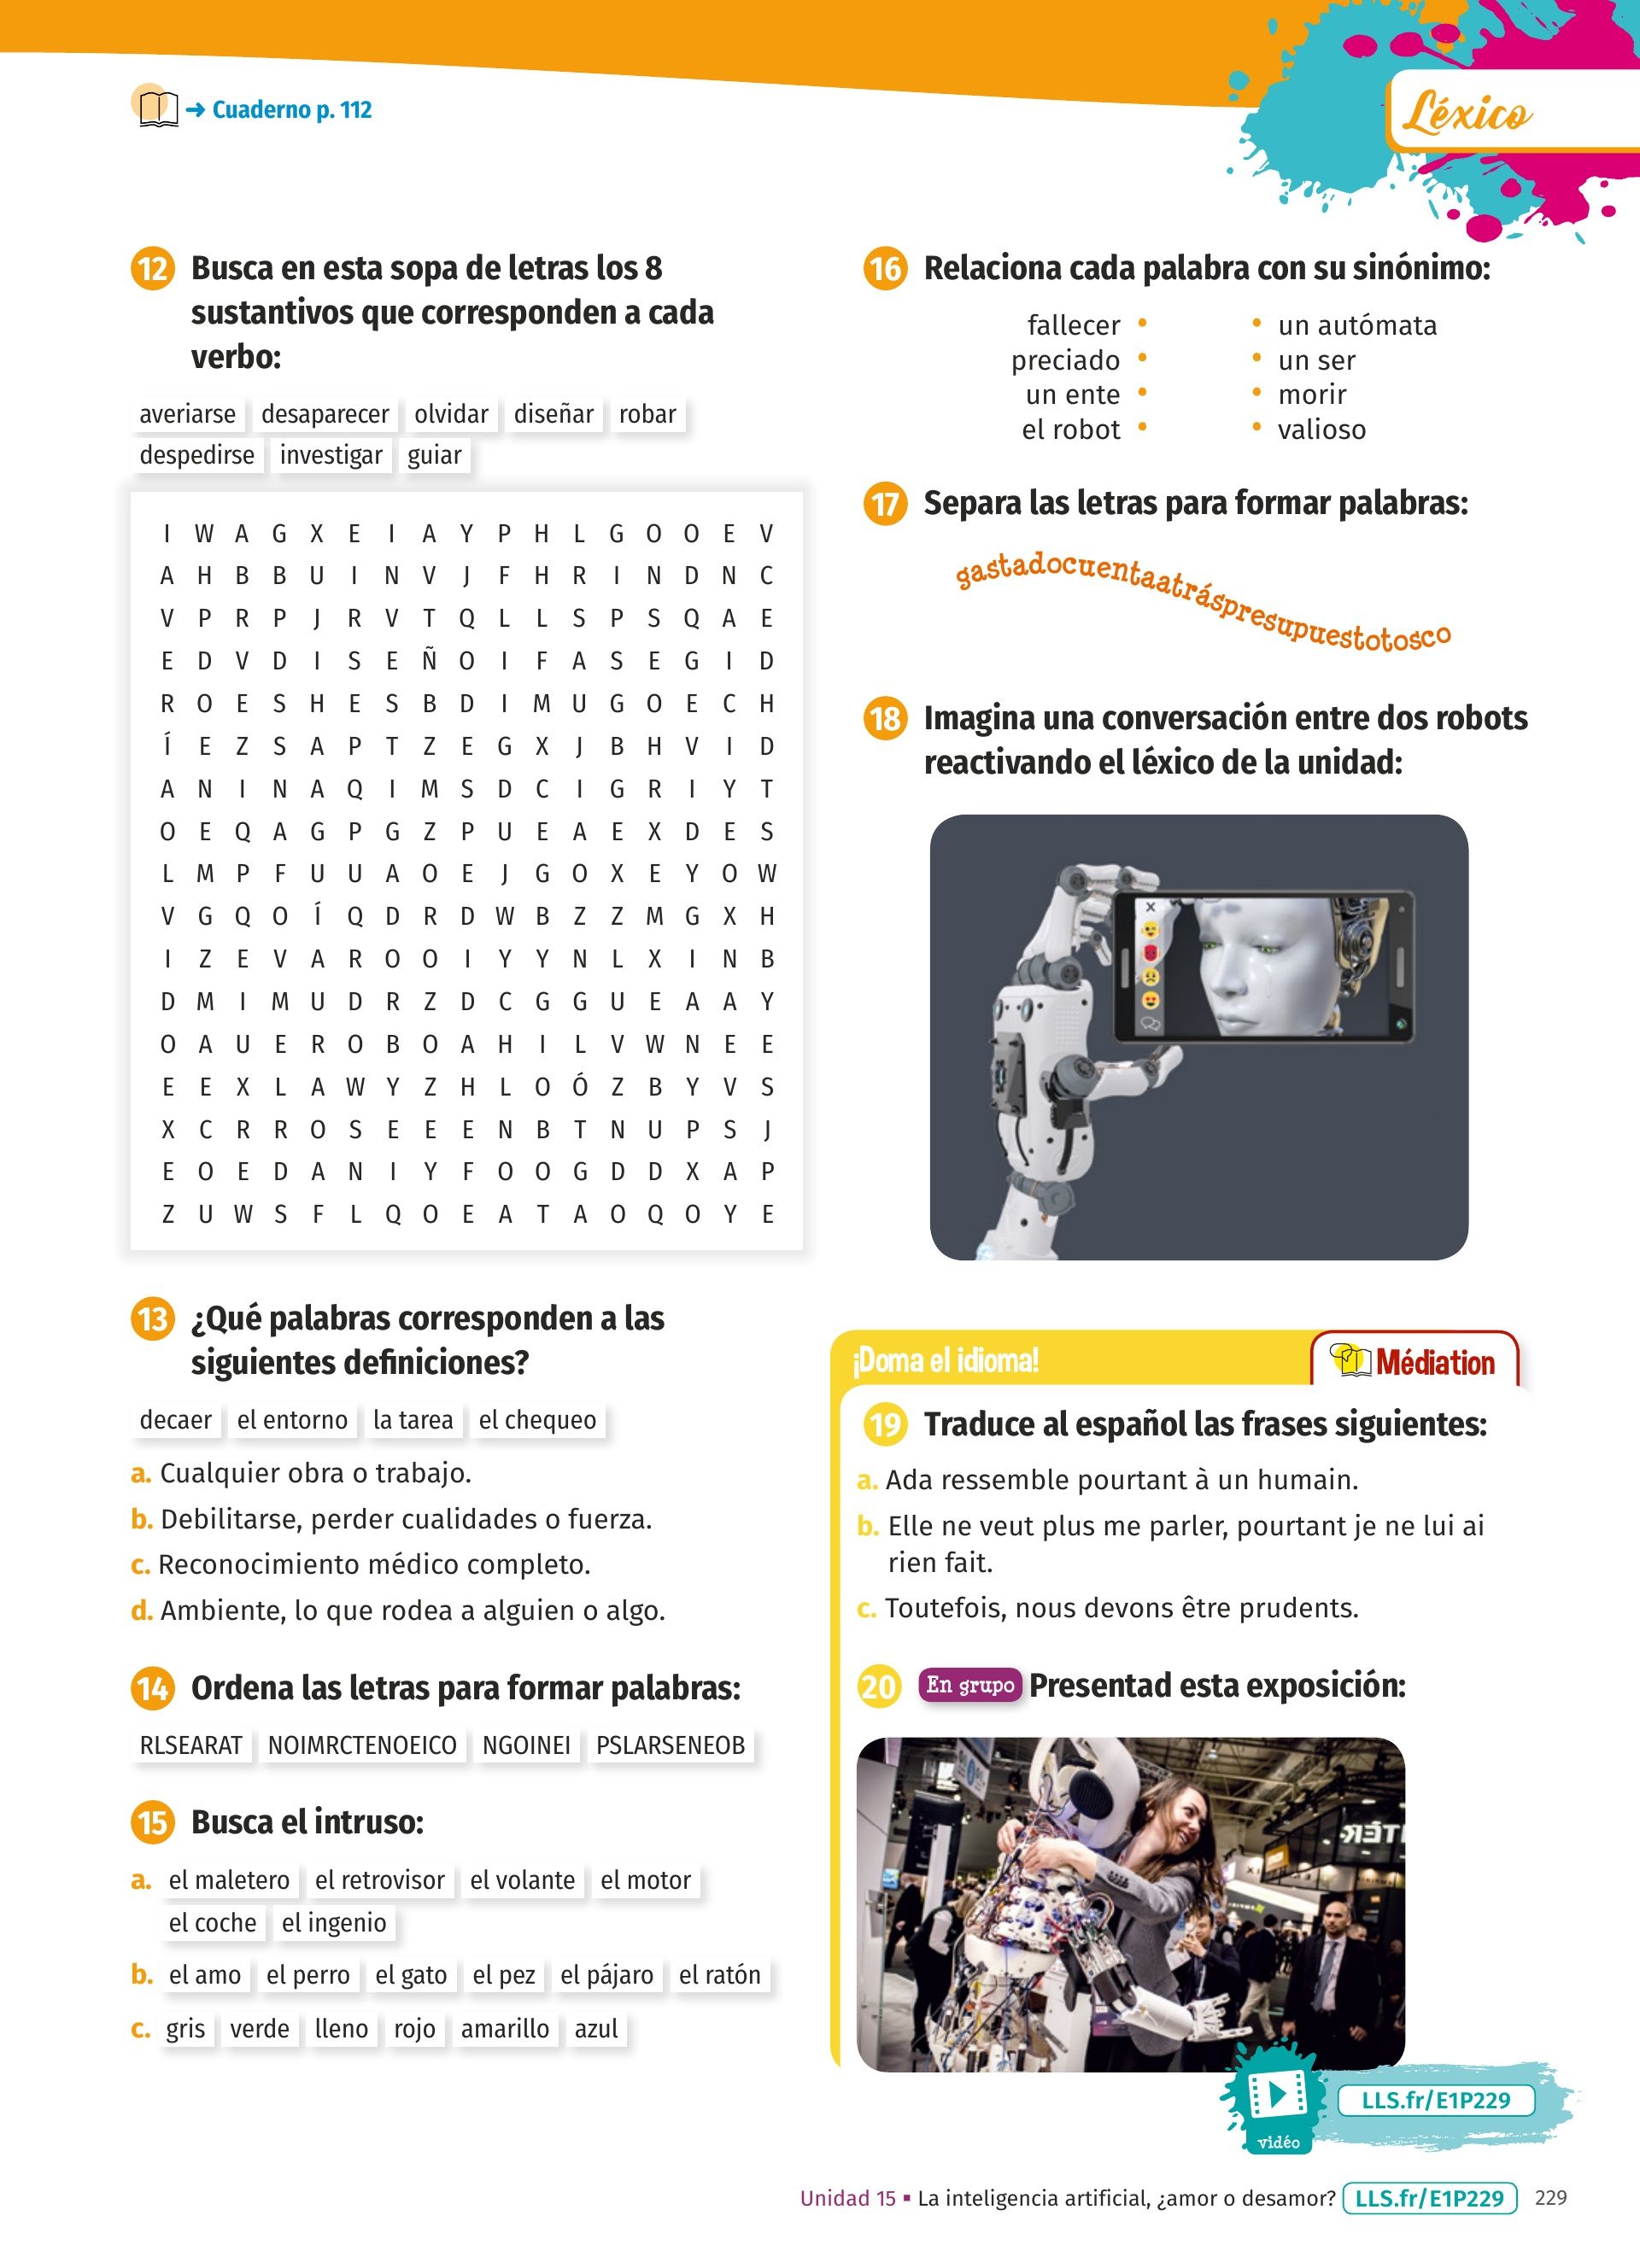 ➜ Cuaderno p. 112
Léxico
12 Busca en esta sopa de letras los 8
sustantivos que corresponden a cada
verbo:
averiarse desaparecer olvidar diseñar robar
despedirse investigar guiar
I W A G X E I A Y P H L G O O E V
A H B B U I N V J F H R I N D N C
V P R P J R V T Q L L S P S Q A E
E D V D I S E Ñ O I F A S E G I D
R O E S H E S B D I M U G O E C H
Í E Z S A P T Z E G X J B H V I D
A N I N A Q I M S D C I G R I Y T
O E Q A G P G Z P U E A E X D E S
L M P F U U A O E J G O X E Y O W
V G Q O Í Q D R D W B Z Z M G X H
I Z E V A R O O I Y Y N L X I N B
D M I M U D R Z D C G G U E A A Y
O A U E R O B O A H I L V W N E E
E E X L A W Y Z H L O Ó Z B Y V S
X C R R O S E E E N B T N U P S J
E O E D A N I Y F O O G D D X A P
Z U W S F L Q O E A T A O Q O Y E
13 ¿Qué palabras corresponden a las
siguientes definiciones?
decaer el entorno la tarea el chequeo
a. Cualquier obra o trabajo.
b. Debilitarse, perder cualidades o fuerza.
c. Reconocimiento médico completo.
d. Ambiente, lo que rodea a alguien o algo.
14 Ordena las letras para formar palabras:
RLSEARAT NOIMRCTENOEICO NGOINEI PSLARSENEOB
15 Busca el intruso:
a. el maletero el retrovisor el volante el motor
el coche el ingenio
b. el amo el perro el gato el pez el pájaro el ratón
c. gris verde lleno rojo amarillo azul
16 Relaciona cada palabra con su sinónimo:
fallecer • • un autómata
preciado • • un ser
un ente • • morir
el robot • • valioso
17 Separa las letras para formar palabras:
gastadocuentaatráspresupuestotosco
18 Imagina una conversación entre dos robots
reactivando el léxico de la unidad:
¡Doma el idioma!
Médiation
19 Traduce al español las frases siguientes:
a. Ada ressemble pourtant à un humain.
b. Elle ne veut plus me parler, pourtant je ne lui ai
rien fait.
c. Toutefois, nous devons être prudents.
20 En grupo Presentad esta exposición:
vidéo
LLS.fr/E1P229
Unidad 15 ▪ La inteligencia artificial, ¿amor o desamor? LLS.fr/E1P229 229